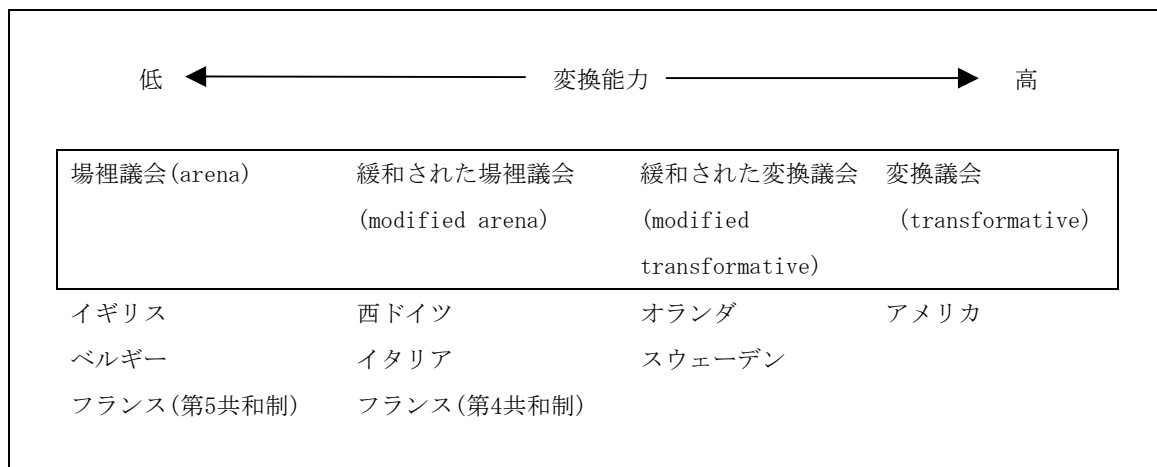 低 変換能力 高
場裡議会(arena) 緩和された場裡議会 緩和された変換議会 変換議会
(modified arena) (modified (transformative)
transformative)
イギリス 西ドイツ オランダ アメリカ
ベルギー イタリア スウェーデン
フランス(第5共和制) フランス(第4共和制)